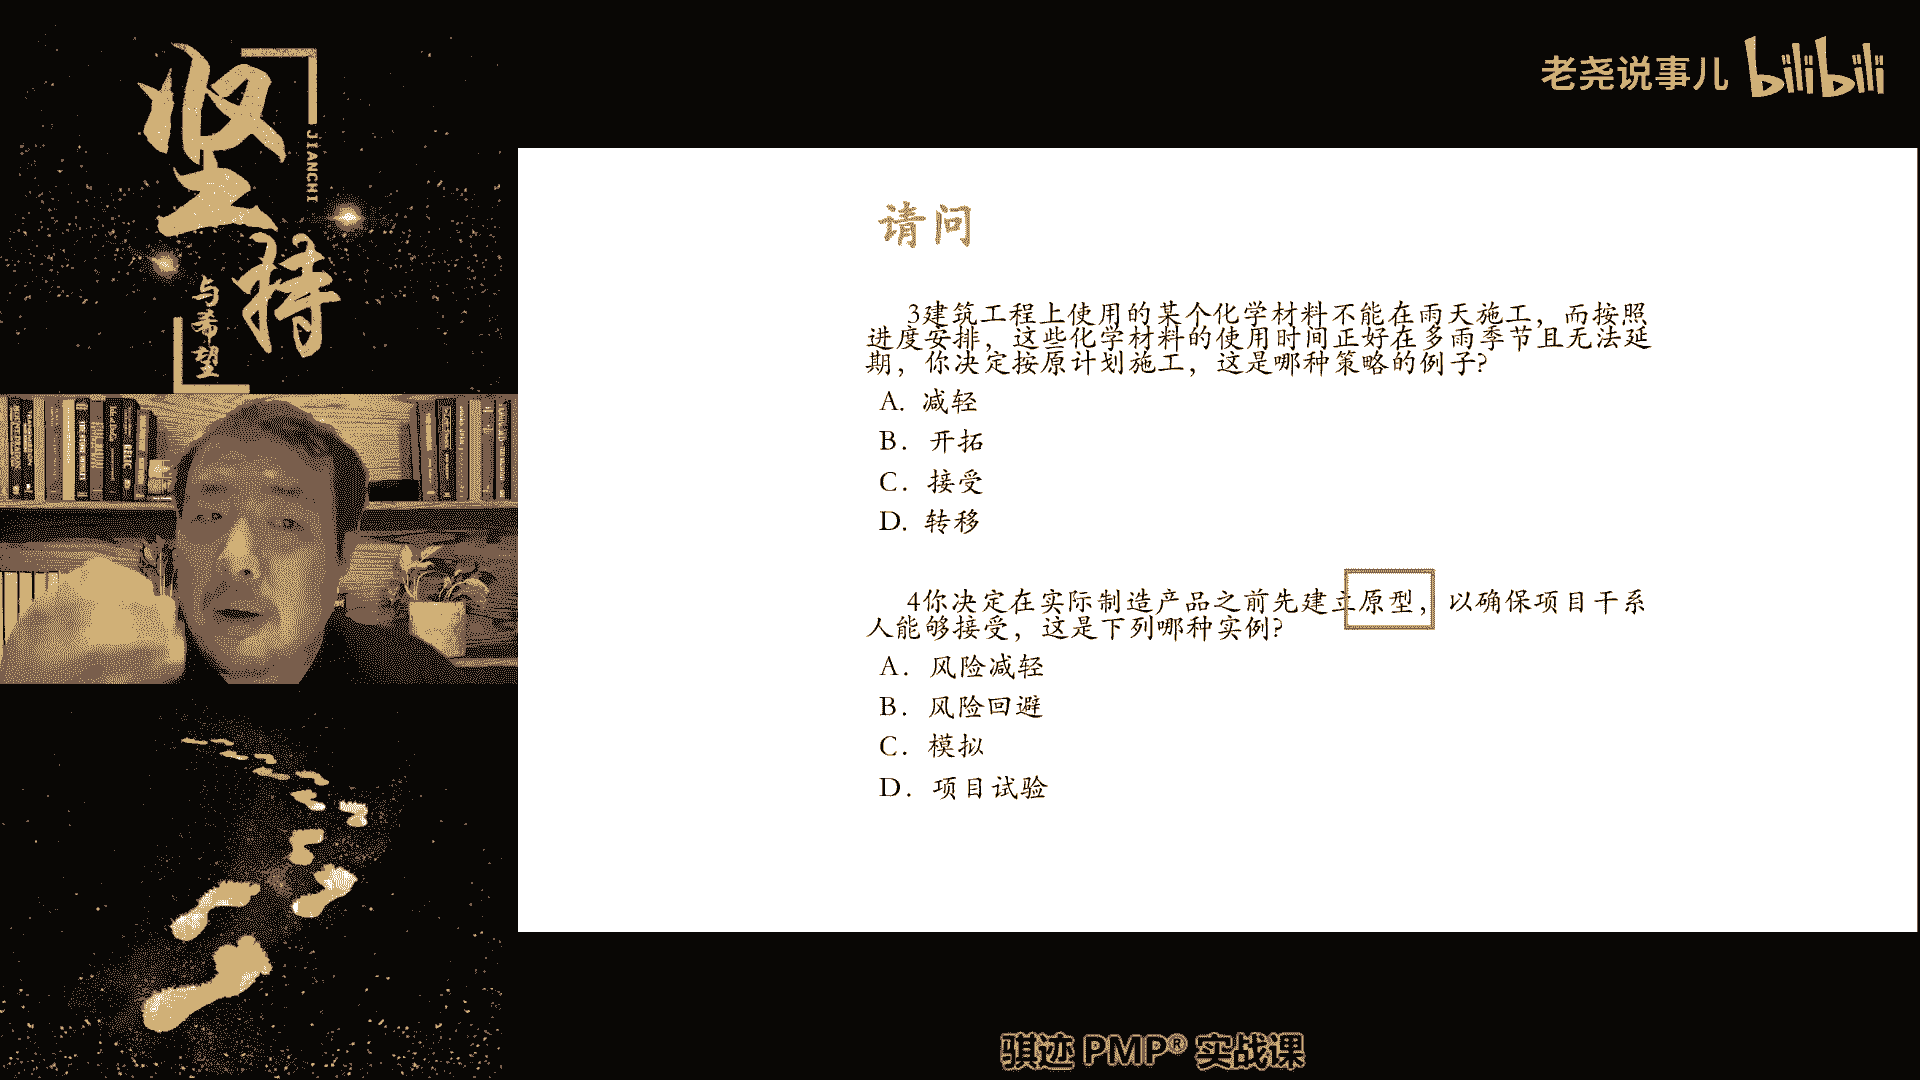 坚持
JIANCHI
与希望
老尧说事儿 bilibili
请问
3建筑工程上使用的某个化学材料不能在雨天施工，而按照
进度安排，这些化学材料的使用时间正好在多雨季节且无法延
期，你决定按原计划施工，这是哪种策略的例子?
A. 减轻
B. 开拓
C. 接受
D. 转移
4你决定在实际制造产品之前先建立原型，以确保项目干系
人能够接受，这是下列哪种实例?
A. 风险减轻
B. 风险回避
C. 模拟
D. 项目试验
骐迹 PMP® 实战课